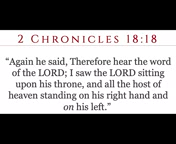 2 Chronicles 18:18
“Again he said, Therefore hear the word
of the LORD; I saw the LORD sitting
upon his throne, and all the host of
heaven standing on his right hand and
on his left.”